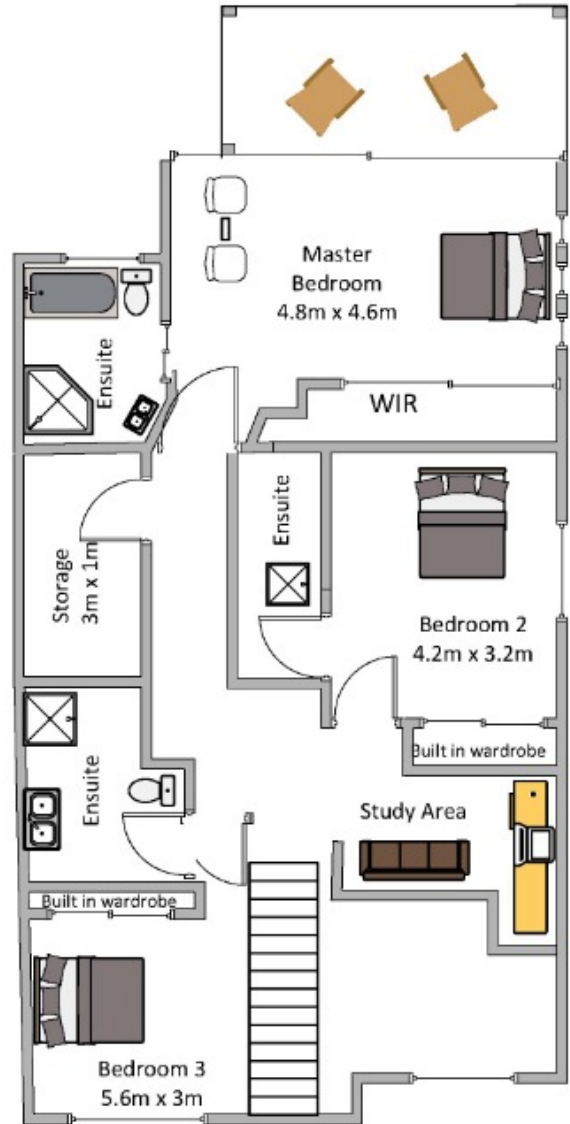 Master
Bedroom
4.8m x 4.6m
Ensuite
WIR
Ensuite
Storage
3m x 1m
Bedroom 2
4.2m x 3.2m
Built in wardrobe
Ensuite
Study Area
Built in wardrobe
Bedroom 3
5.6m x 3m